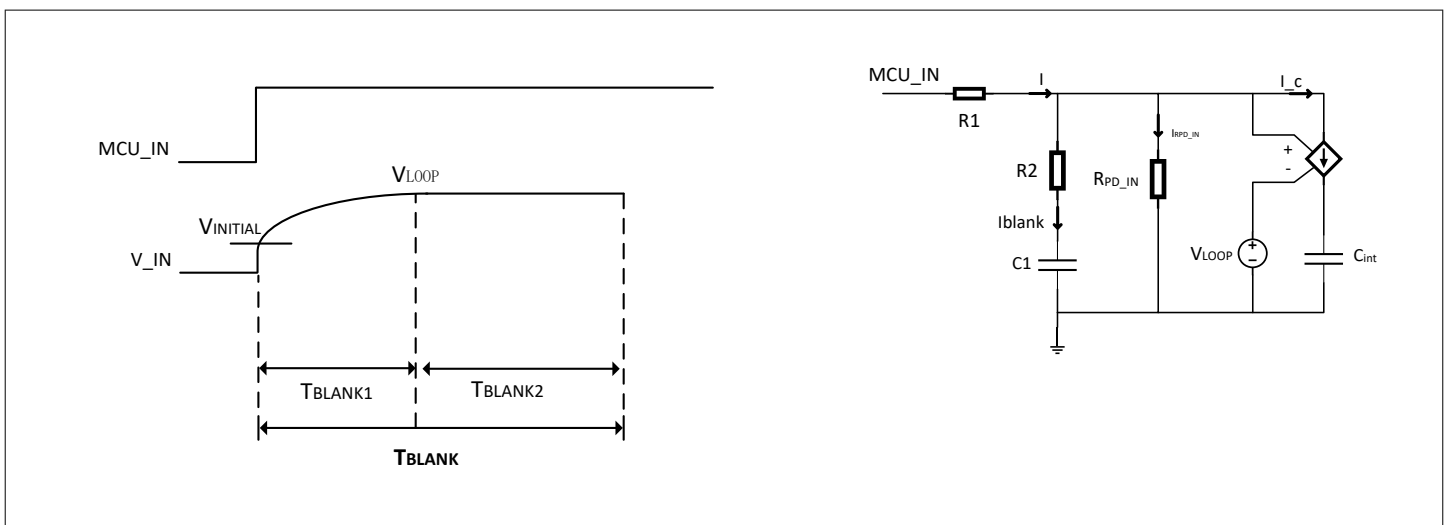 MCU_IN
VLOOP
VINITIAL
V_IN
TBLANK1
TBLANK2
TBLANK
MCU_IN
I
I_c
R1
IRPD_IN
+
-
R2
RPD_IN
Iblank
VLOOP
+
-
Cint
C1